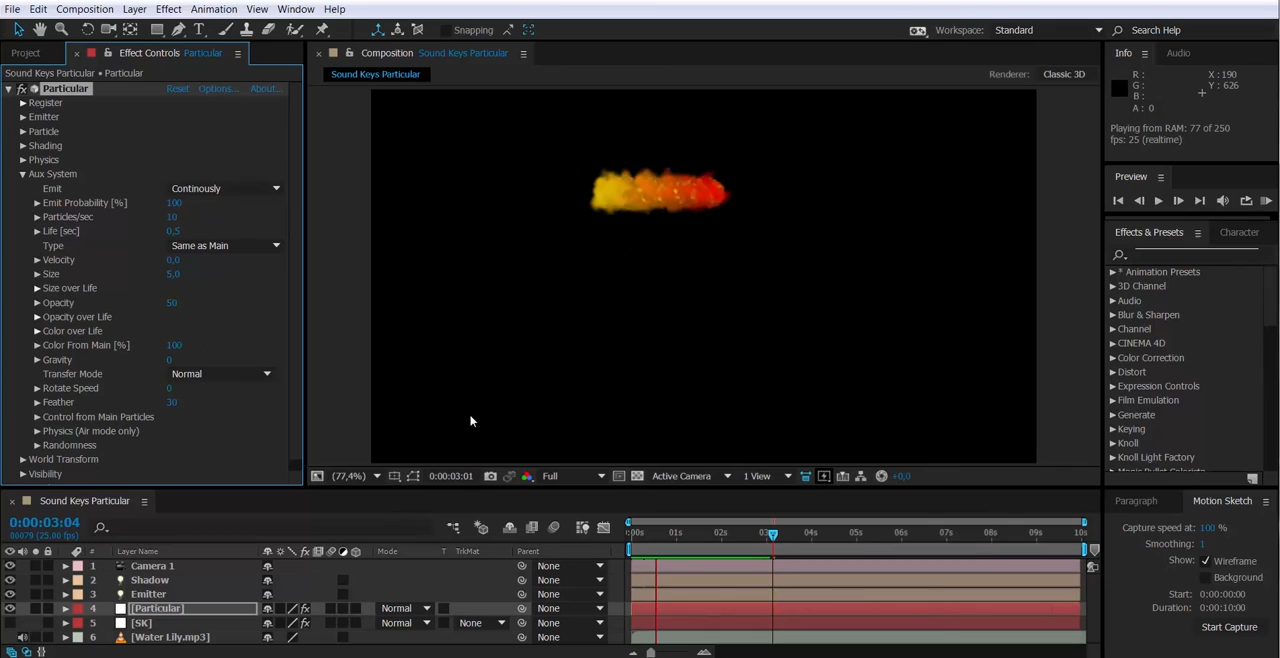 File Edit Composition Layer Effect Animation View Window Help
Snapping Workspace: Standard Search Help
Project × Effect Controls Particular
Sound Keys Particular • Particular
fx Particular Reset Options... About...
Register
Emitter
Particle
Shading
Physics
Aux System
Emit Continously
Emit Probability [%] 100
Particles/sec 10
Life [sec] 0,5
Type Same as Main
Velocity 0,0
Size 5,0
Size over Life
Opacity 50
Opacity over Life
Color over Life
Color From Main [%] 100
Gravity 0
Transfer Mode Normal
Rotate Speed 0
Feather 30
Control from Main Particles
Physics (Air mode only)
Randomness
World Transform
Visibility
× Composition Sound Keys Particular
Sound Keys Particular Renderer: Classic 3D
(77,4%) 0:00:03:01 Full Active Camera 1 View +0,0
Info Audio
R: X: 190
G: Y: 626
B:
A: 0
Playing from RAM: 77 of 250
fps: 25 (realtime)
Preview
Effects & Presets Character
* Animation Presets
3D Channel
Audio
Blur & Sharpen
Channel
CINEMA 4D
Color Correction
Distort
Expression Controls
Film Emulation
Generate
Keying
Knoll
Knoll Light Factory
× Sound Keys Particular
0:00:03:04
00079 (25.00 fps)
:00s 01s 02s 03s 04s 05s 06s 07s 08s 09s 10s
# Layer Name fx Mode T TrkMat Parent
1 Camera 1 None
2 Shadow None
3 Emitter None
4 [Particular] fx Normal None
5 [SK] fx Normal None None
6 [Water Lily.mp3] None
Paragraph Motion Sketch
Capture speed at: 100 %
Smoothing: 1
Show: Wireframe
Background
Start: 0:00:00:00
Duration: 0:00:10:00
Start Capture